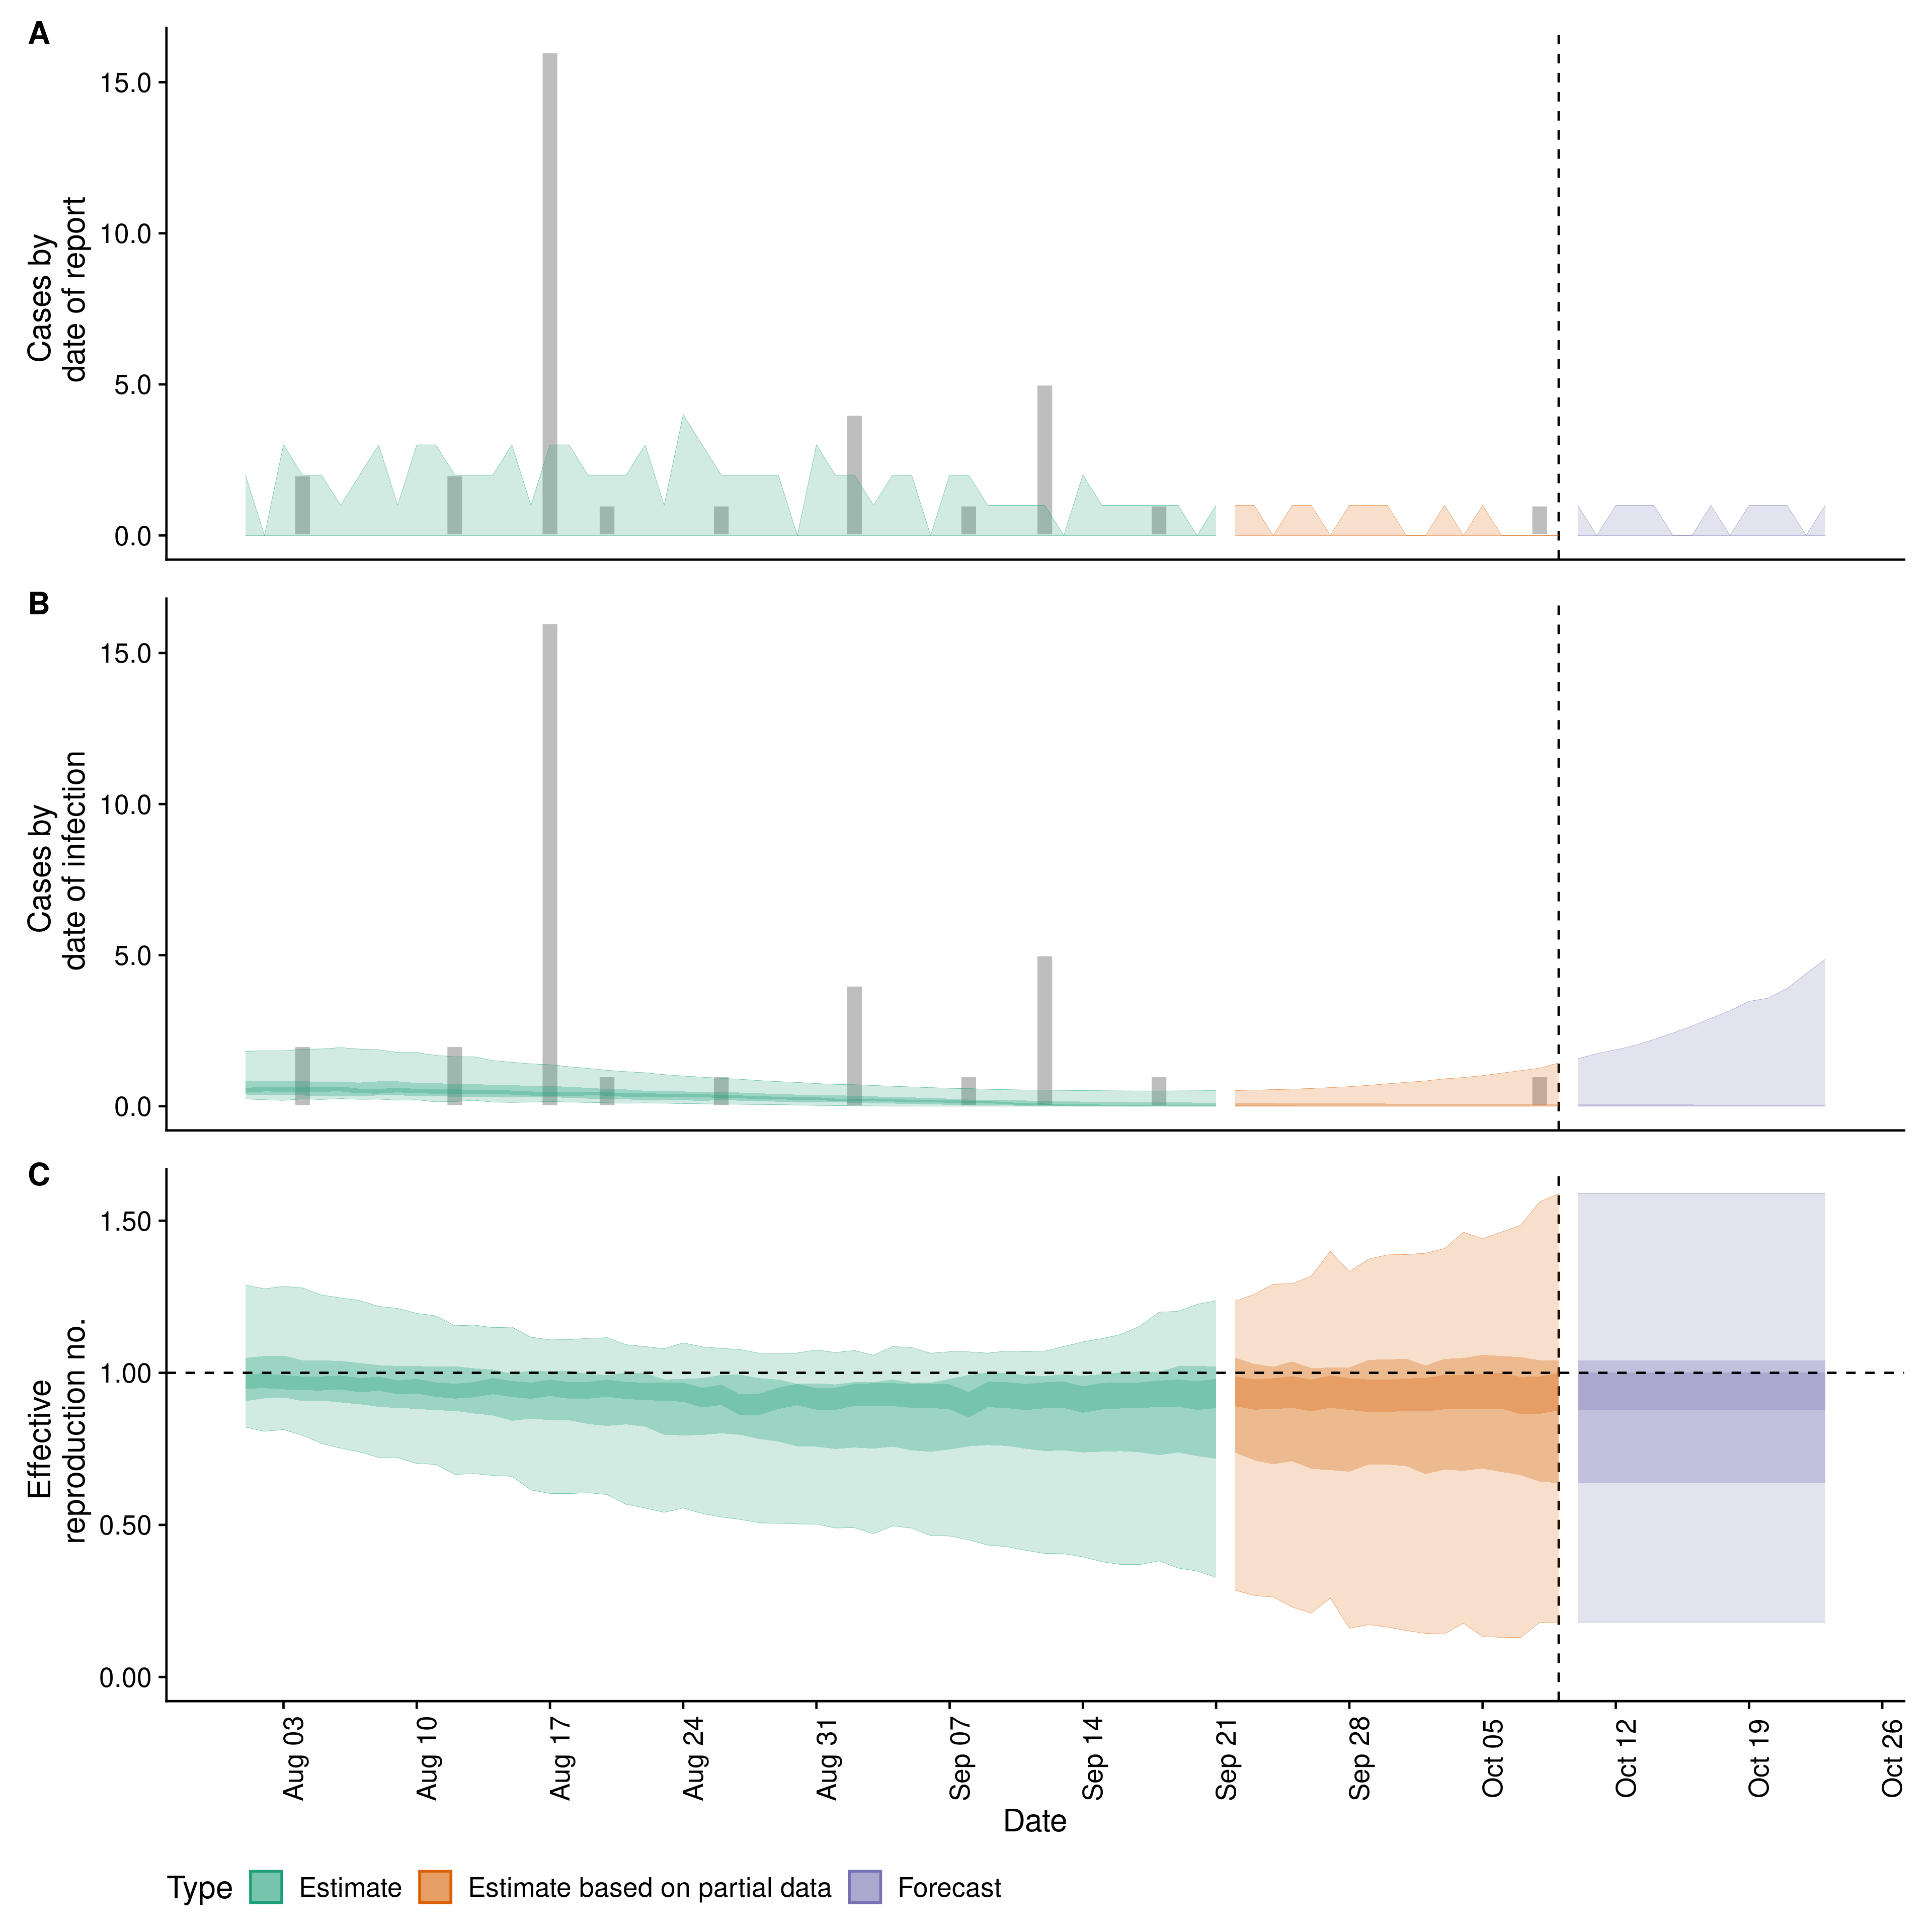 A
Cases by
date of report
15.0
10.0
5.0
0.0
B
Cases by
date of infection
15.0
10.0
5.0
0.0
C
Effective
reproduction no.
1.50
1.00
0.50
0.00
Aug 03
Aug 10
Aug 17
Aug 24
Aug 31
Sep 07
Sep 14
Sep 21
Sep 28
Oct 05
Oct 12
Oct 19
Oct 26
Date
Type Estimate Estimate based on partial data Forecast